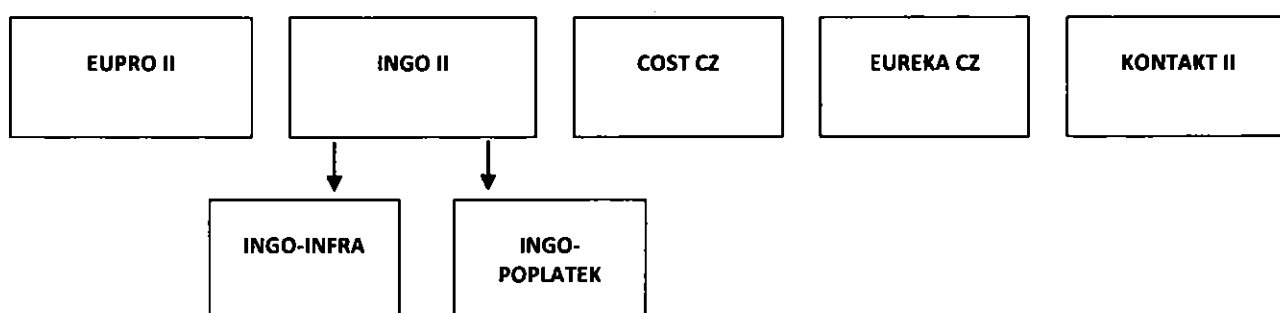 EUPRO II
INGO II
COST CZ
EUREKA CZ
KONTAKT II
INGO-INFRA
INGO-
POPLATEK